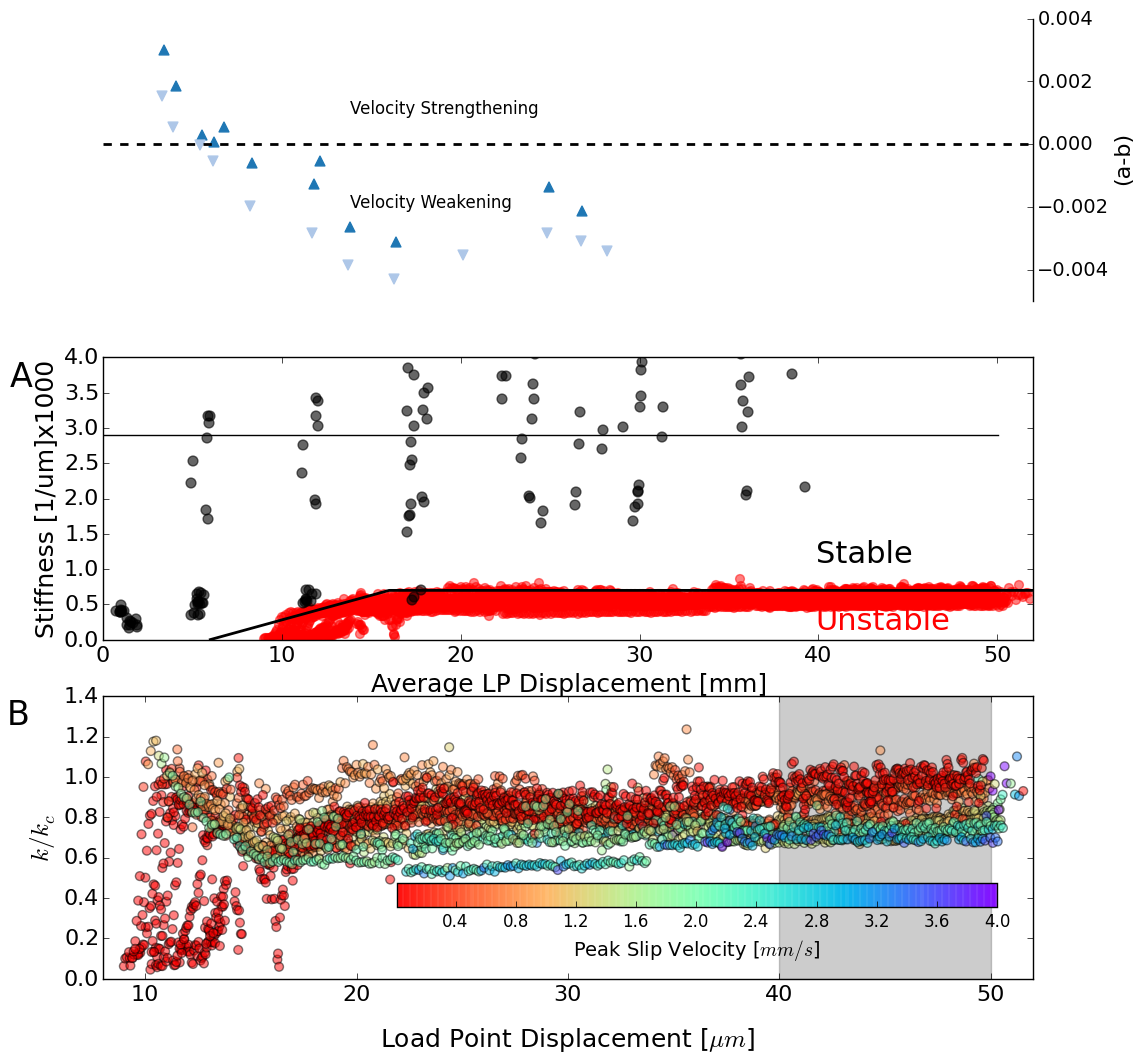 0.004
0.002
Velocity Strengthening
0.000
(a-b)
Velocity Weakening
−0.002
−0.004
A
4.0
3.5
3.0
2.5
2.0
1.5
1.0
0.5
0.0
Stiffness [1/um]x1000
Stable
Unstable
0 10 20 30 40 50
Average LP Displacement [mm]
B
1.4
1.2
1.0
0.8
0.6
0.4
0.2
0.0
k/k_c
0.4 0.8 1.2 1.6 2.0 2.4 2.8 3.2 3.6 4.0
Peak Slip Velocity [mm/s]
10 20 30 40 50
Load Point Displacement [μm]